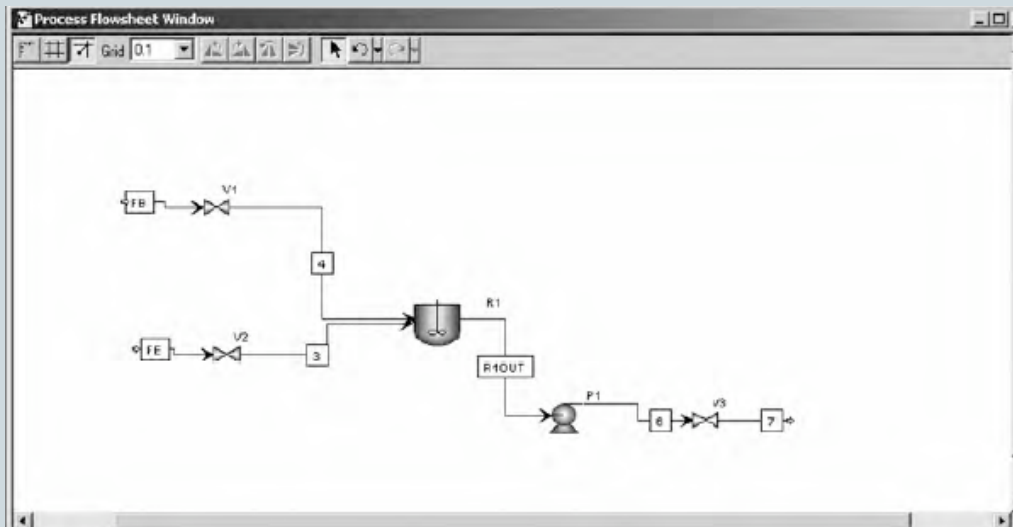 Process Flowsheet Window
Grid 0.1
V1
FB
4
R1
V2
FE
3
R1OUT
P1
V3
6
7